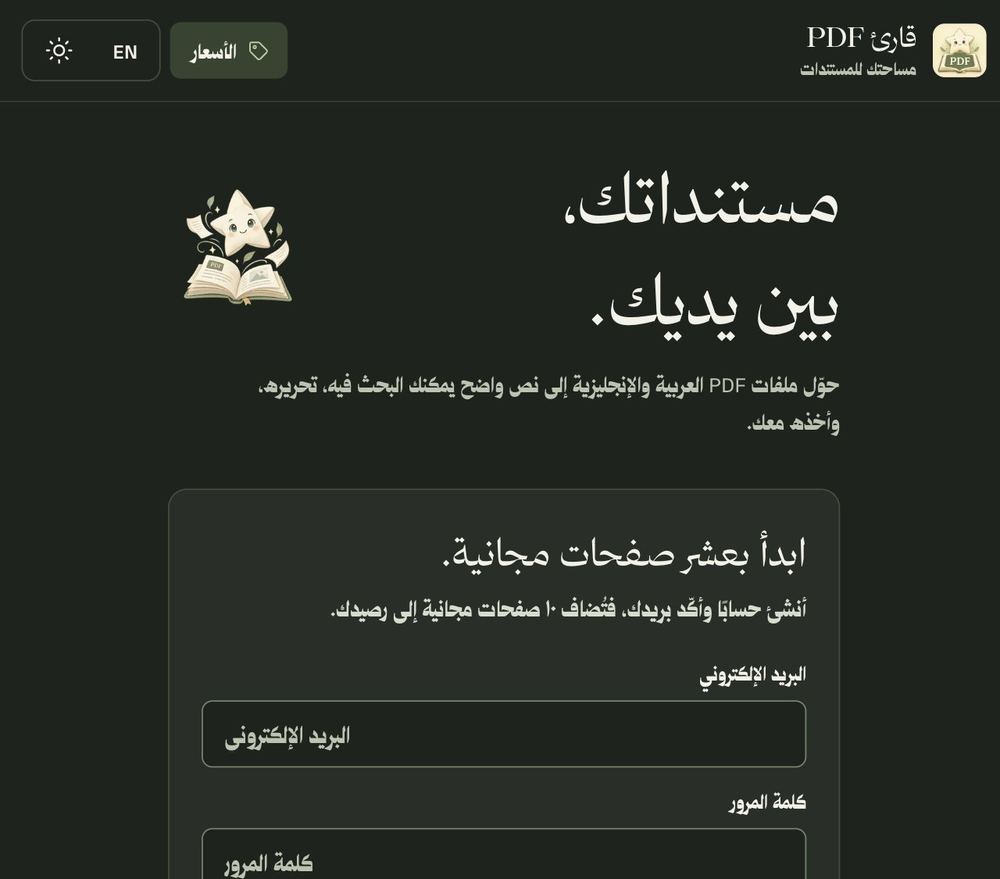 قارئ PDF
مساحتك للمستندات
الأسعار
EN
مستنداتك،
بين يديك.
حوّل ملفات PDF العربية والإنجليزية إلى نص واضح يمكنك البحث فيه، تحريره،
وأخذه معك.
ابدأ بعشر صفحات مجانية.
أنشئ حسابًا وأكّد بريدك، فتُضاف ١٠ صفحات مجانية إلى رصيدك.
البريد الإلكتروني
البريد الإلكتروني
كلمة المرور
كلمة المرور
PDF
PDF